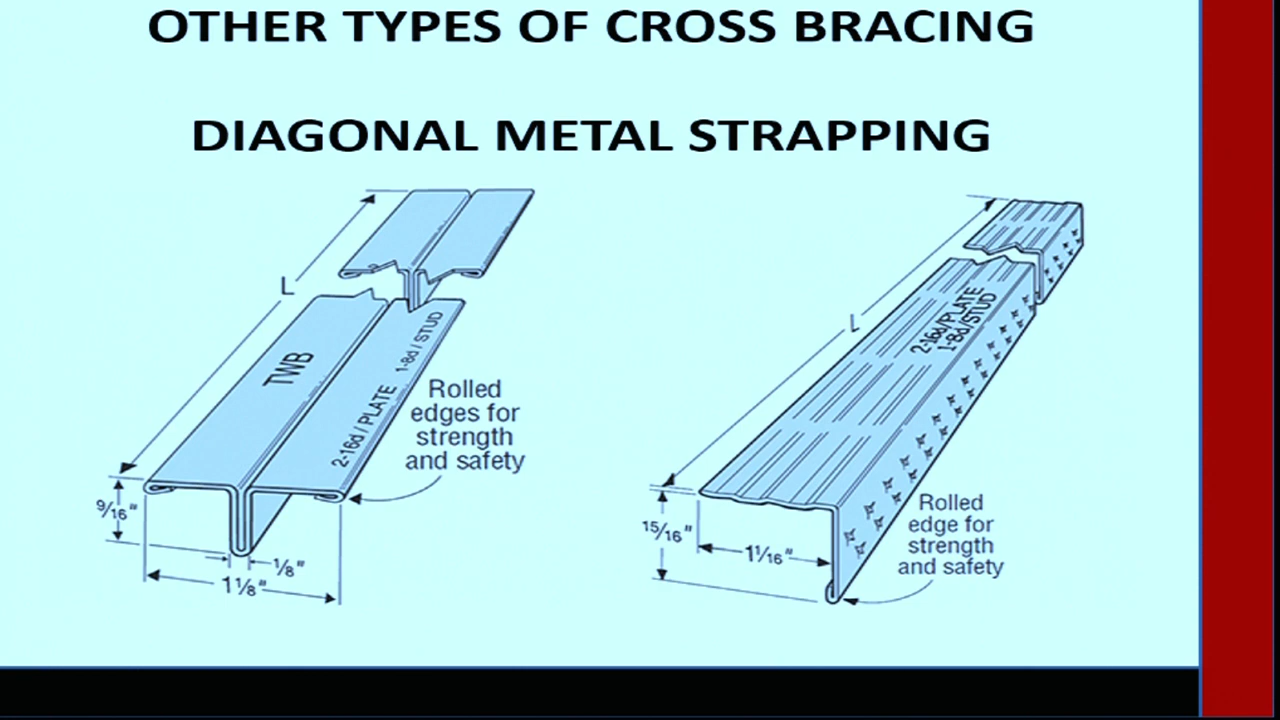 OTHER TYPES OF CROSS BRACING
DIAGONAL METAL STRAPPING
L
TWB
2-16d / PLATE 1-8d / STUD
Rolled
edges for
strength
and safety
9/16"
1/8"
1 1/8"
L
2-16d/PLATE
1-8d/STUD
15/16"
1 1/16"
Rolled
edge for
strength
and safety